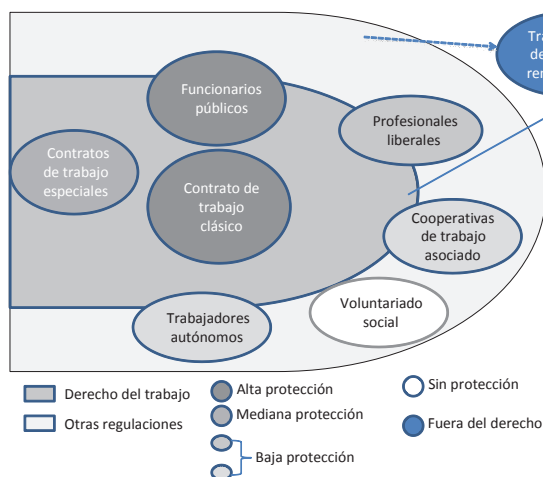 Funcionarios
públicos
Profesionales
liberales
Contratos
de trabajo
especiales
Contrato de
trabajo
clásico
Cooperativas
de trabajo
asociado
Trabajadores
autónomos
Voluntariado
social
Derecho del trabajo
Otras regulaciones
Alta protección
Mediana protección
Baja protección
Sin protección
Fuera del derecho